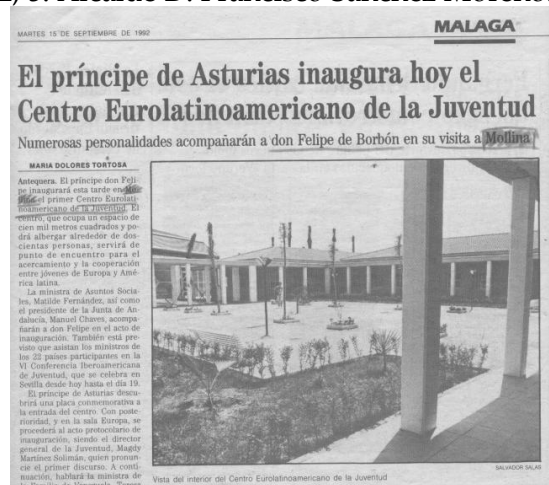 MARTES 15 DE SEPTIEMBRE DE 1992
MALAGA
El príncipe de Asturias inaugura hoy el
Centro Eurolatinoamericano de la Juventud
Numerosas personalidades acompañarán a don Felipe de Borbón en su visita a Mollina
MARIA DOLORES TORTOSA
Antequera. El príncipe don Feli-
pe inaugurará esta tarde en
el primer Centro Eurolati-
noamericano de la Juventud. El
centro, que ocupa un espacio de
cien mil metros cuadrados y po-
drá albergar alrededor de dos-
cientas personas, servirá de
punto de encuentro para el
acercamiento y la cooperación
entre jóvenes de Europa y Amé-
rica latina.
La ministra de Asuntos Socia-
les, Matilde Fernández, así como
el presidente de la Junta de An-
dalucía, Manuel Chaves, acompa-
ñarán a don Felipe en el acto de
inauguración. También está pre-
visto que asistan los ministros de
los 22 países participantes en la
VI Conferencia Iberoamericana
de Juventud, que se celebra en
Sevilla desde hoy hasta el día 19.
El príncipe de Asturias descu-
brirá una placa conmemorativa a
la entrada del centro. Con poste-
rioridad, y en la sala Europa, se
procederá al acto protocolario de
inauguración, siendo el director
general de la Juventud, Magdy
Martínez Solimán, quien pronun-
cie el primer discurso. A conti-
nuación, hablará la ministra de
SALVADOR SALAS
Vista del interior del Centro Eurolatinoamericano de la Juventud